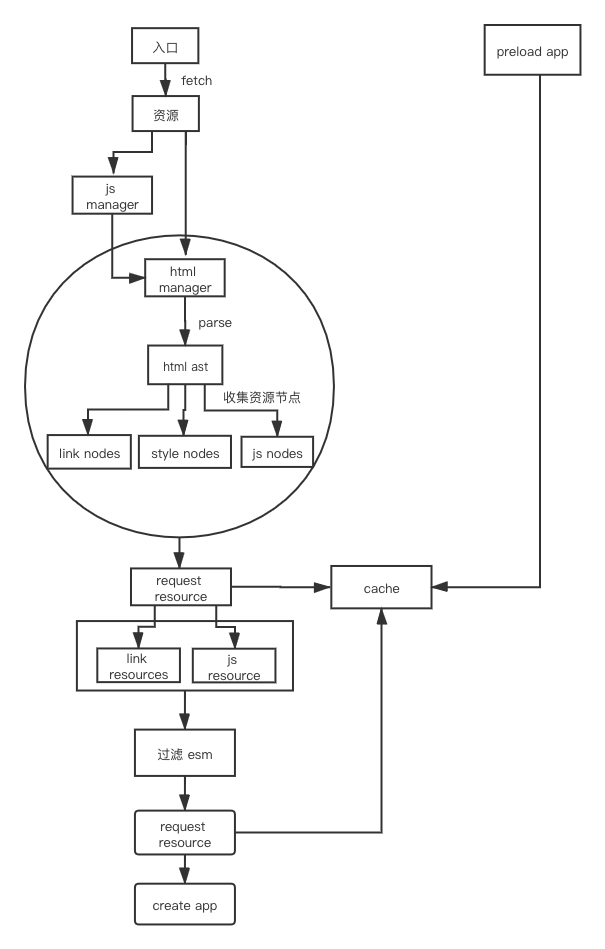 入口
preload app
fetch
资源
js
manager
html
manager
parse
html ast
收集资源节点
link nodes
style nodes
js nodes
request
resource
cache
link
resources
js
resource
过滤 esm
request
resource
create app